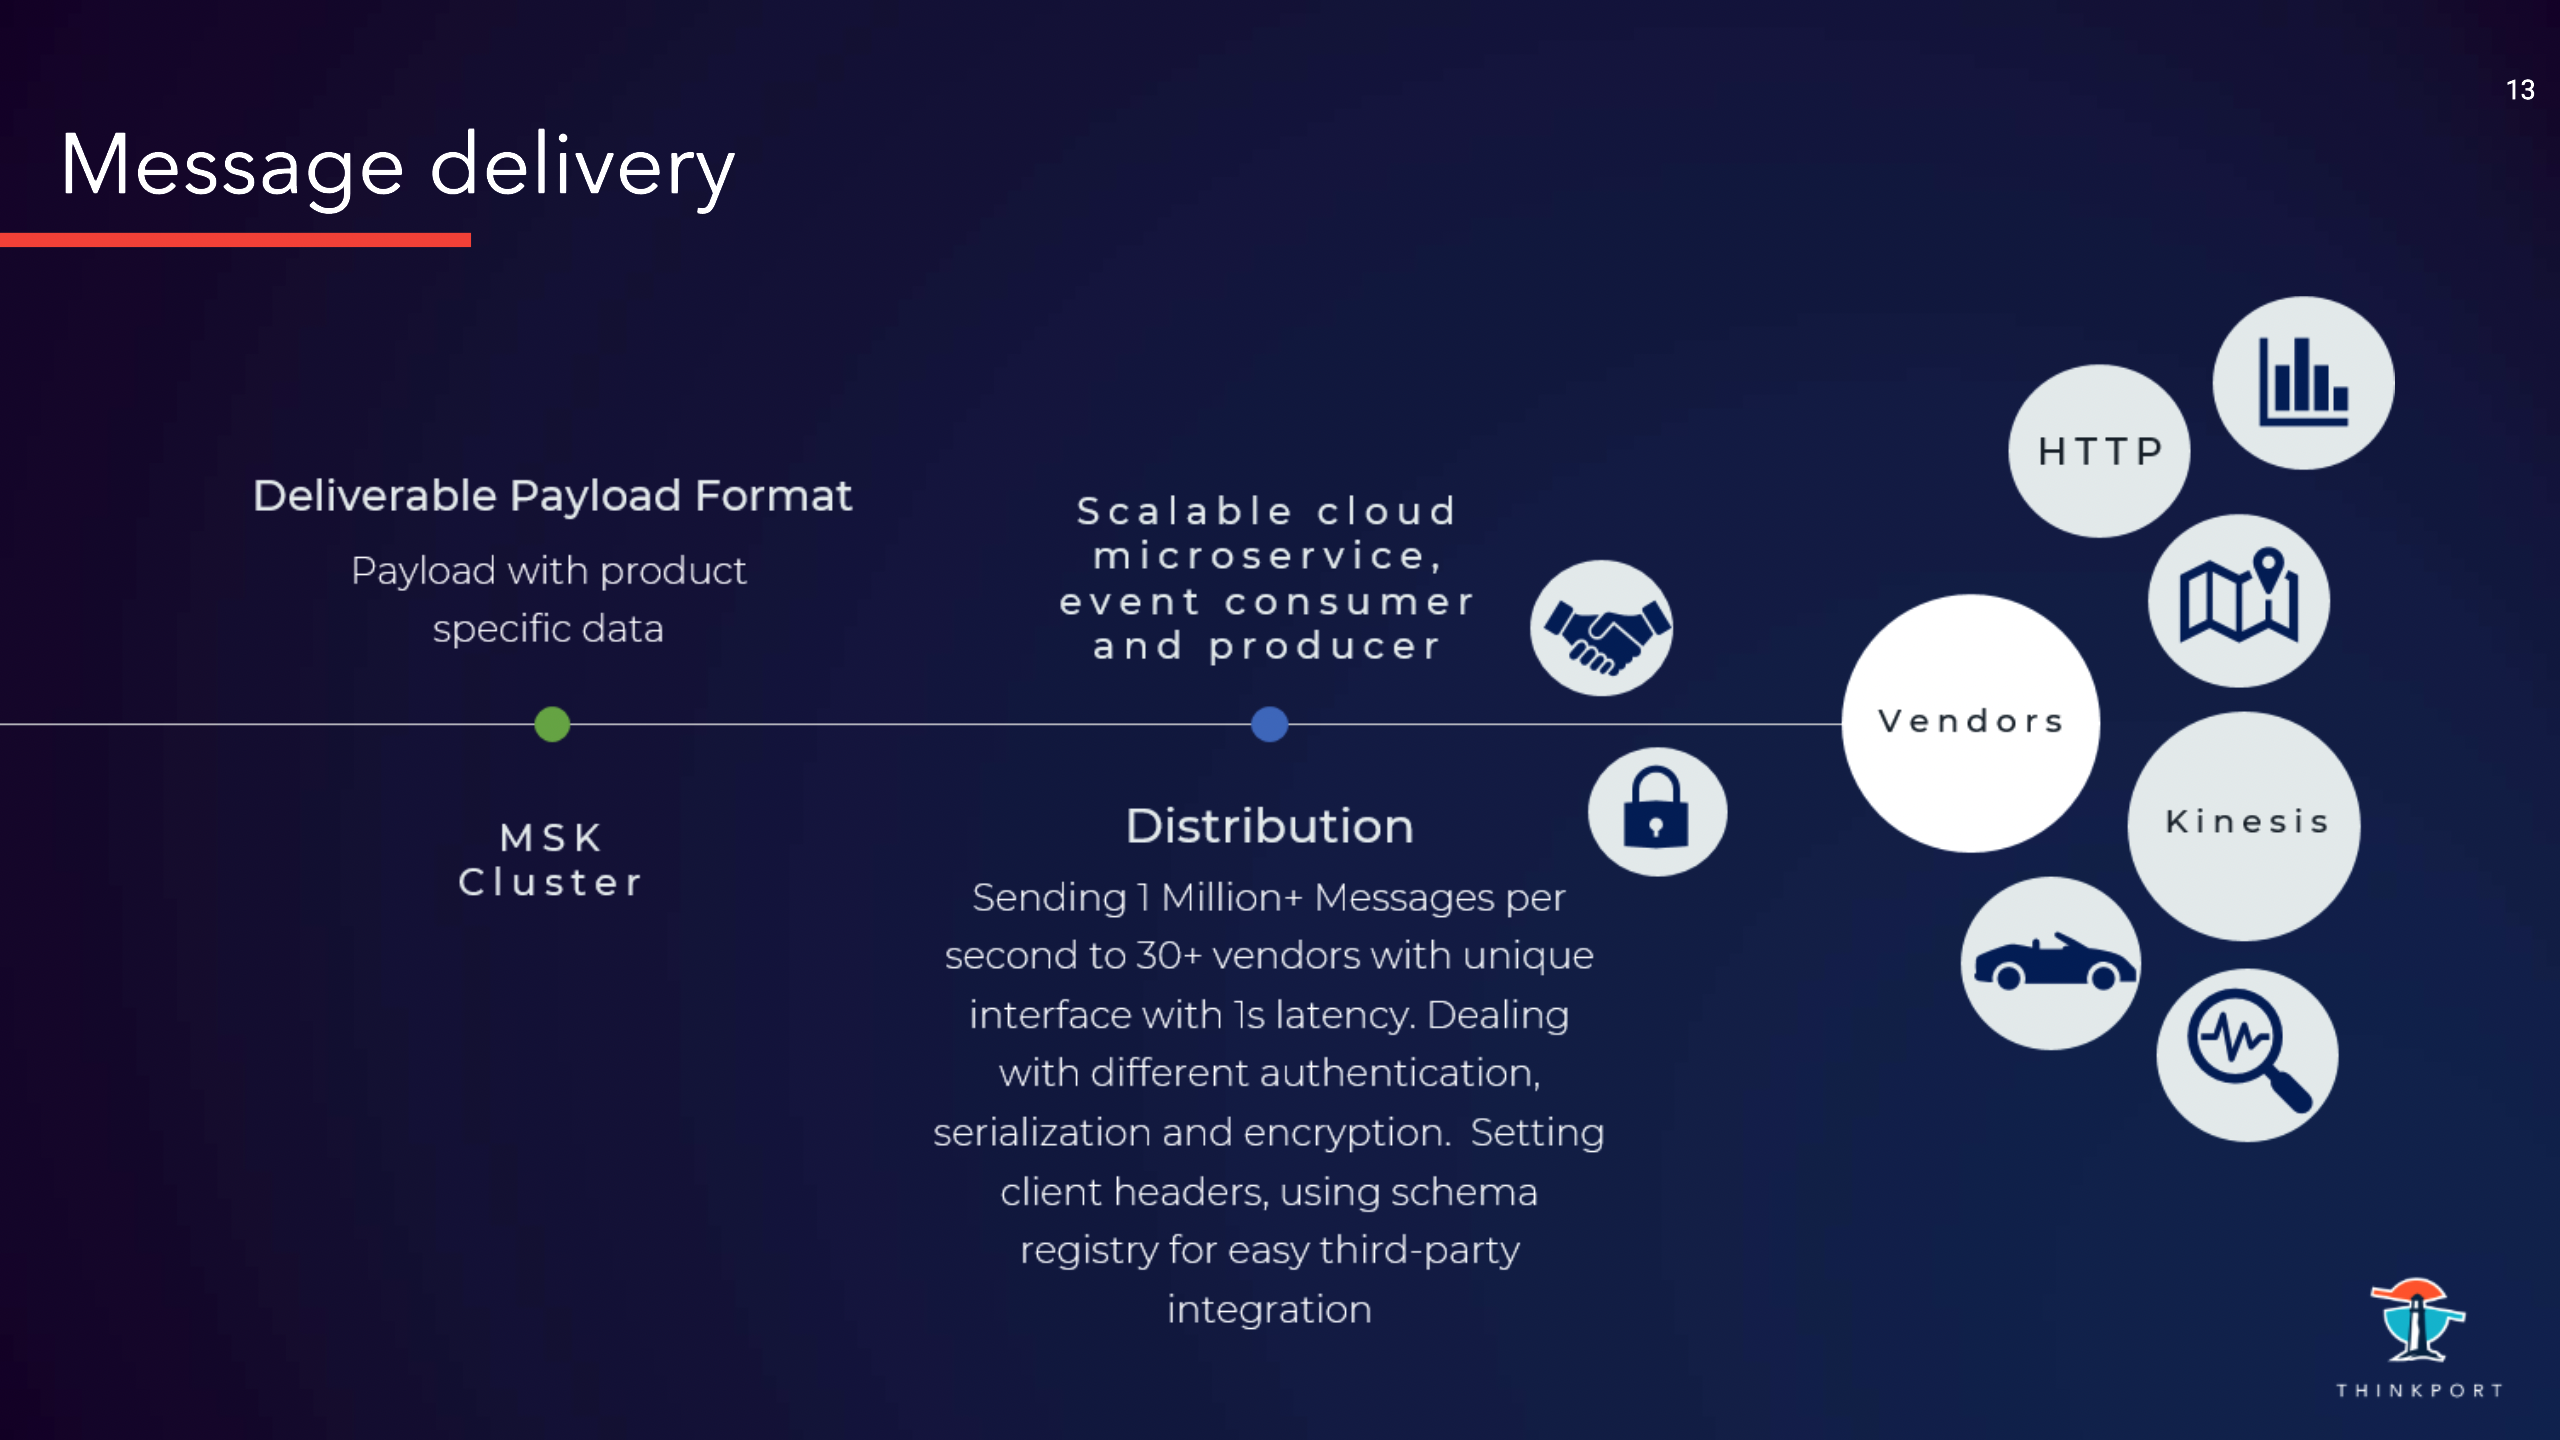 13
Message delivery
Deliverable Payload Format
Payload with product
specific data
MSK
Cluster
Scalable cloud
microservice,
event consumer
and producer
Distribution
Sending 1 Million+ Messages per
second to 30+ vendors with unique
interface with 1s latency. Dealing
with different authentication,
serialization and encryption.  Setting
client headers, using schema
registry for easy third-party
integration
Vendors
HTTP
Kinesis
THINKPORT